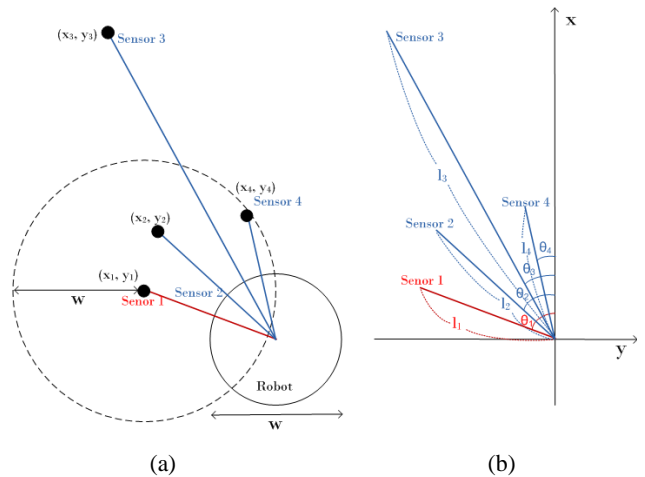 (x₃, y₃)
Sensor 3
(x₄, y₄)
Sensor 4
(x₂, y₂)
(x₁, y₁)
w
Senor 1
Sensor 2
Robot
w
(a)
x
Sensor 3
l₃
Sensor 4
Sensor 2
l₄
θ₄
θ₃
Senor 1
θ₂
l₂
θ₁
l₁
y
(b)